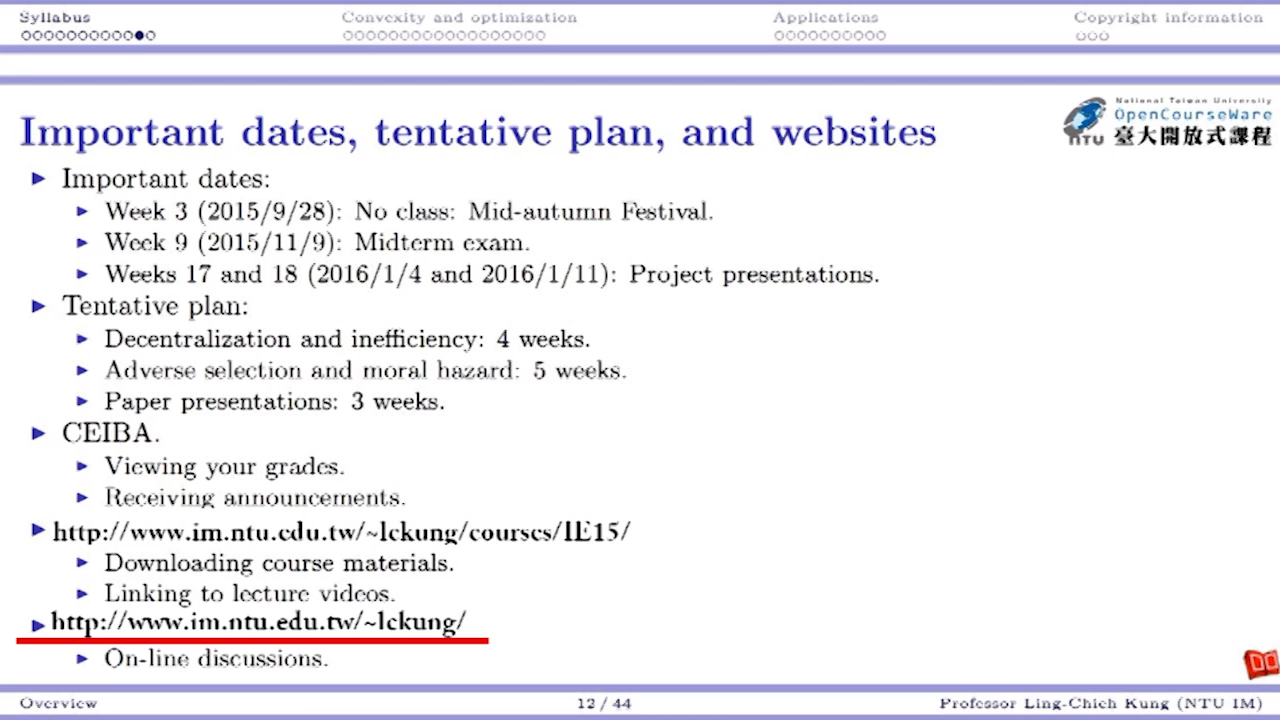 Syllabus Convexity and optimization Applications Copyright information
National Taiwan University
OpenCourseWare
NTU 臺大開放式課程
Important dates, tentative plan, and websites
Important dates:
Week 3 (2015/9/28): No class: Mid-autumn Festival.
Week 9 (2015/11/9): Midterm exam.
Weeks 17 and 18 (2016/1/4 and 2016/1/11): Project presentations.
Tentative plan:
Decentralization and inefficiency: 4 weeks.
Adverse selection and moral hazard: 5 weeks.
Paper presentations: 3 weeks.
CEIBA.
Viewing your grades.
Receiving announcements.
http://www.im.ntu.edu.tw/~lckung/courses/IE15/
Downloading course materials.
Linking to lecture videos.
http://www.im.ntu.edu.tw/~lckung/
On-line discussions.
Overview 12 / 44 Professor Ling-Chieh Kung (NTU IM)